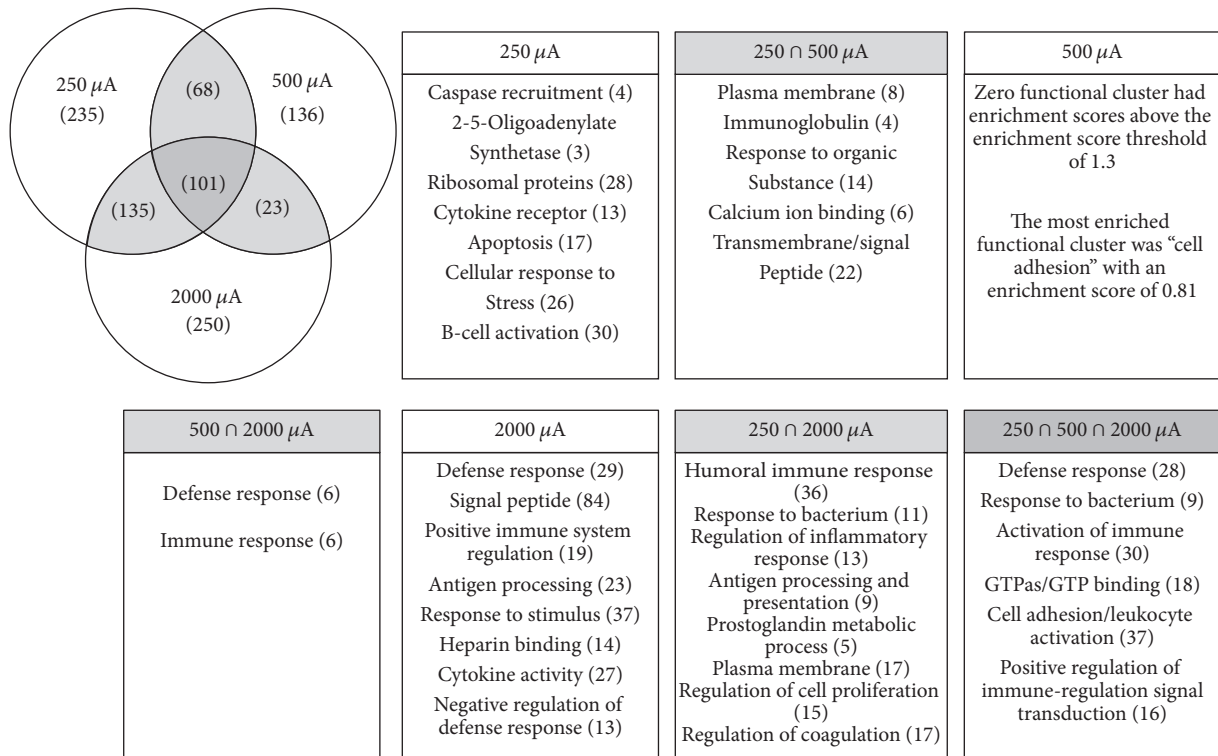 250 μA
(235)
(68)
500 μA
(136)
(101)
(135)
(23)
2000 μA
(250)
250 μA
Caspase recruitment (4)
2-5-Oligoadenylate
Synthetase (3)
Ribosomal proteins (28)
Cytokine receptor (13)
Apoptosis (17)
Cellular response to
Stress (26)
B-cell activation (30)
250 ∩ 500 μA
Plasma membrane (8)
Immunoglobulin (4)
Response to organic
Substance (14)
Calcium ion binding (6)
Transmembrane/signal
Peptide (22)
500 μA
Zero functional cluster had
enrichment scores above the
enrichment score threshold
of 1.3
The most enriched
functional cluster was “cell
adhesion” with an
enrichment score of 0.81
500 ∩ 2000 μA
Defense response (6)
Immune response (6)
2000 μA
Defense response (29)
Signal peptide (84)
Positive immune system
regulation (19)
Antigen processing (23)
Response to stimulus (37)
Heparin binding (14)
Cytokine activity (27)
Negative regulation of
defense response (13)
250 ∩ 2000 μA
Humoral immune response
(36)
Response to bacterium (11)
Regulation of inflammatory
response (13)
Antigen processing and
presentation (9)
Prostoglandin metabolic
process (5)
Plasma membrane (17)
Regulation of cell proliferation
(15)
Regulation of coagulation (17)
250 ∩ 500 ∩ 2000 μA
Defense response (28)
Response to bacterium (9)
Activation of immune
response (30)
GTPas/GTP binding (18)
Cell adhesion/leukocyte
activation (37)
Positive regulation of
immune-regulation signal
transduction (16)